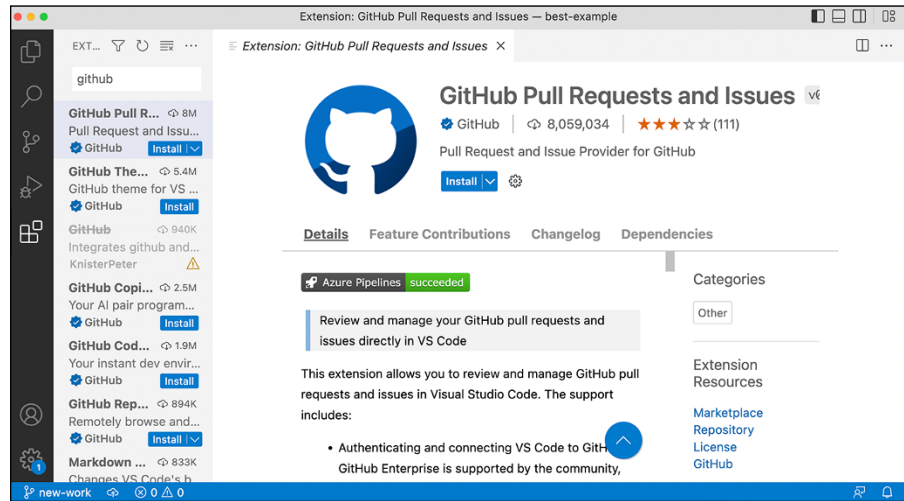 Extension: GitHub Pull Requests and Issues — best-example
EXT...
Extension: GitHub Pull Requests and Issues
github
GitHub Pull R... 8M
Pull Request and Issu...
GitHub Install
GitHub The... 5.4M
GitHub theme for VS ...
GitHub Install
GitHub 940K
Integrates github and...
KnisterPeter
GitHub Copi... 2.5M
Your AI pair program...
GitHub Install
GitHub Cod... 1.9M
Your instant dev envir...
GitHub Install
GitHub Rep... 894K
Remotely browse and...
GitHub Install
Markdown ... 833K
Changes VS Code's b...
GitHub Pull Requests and Issues
GitHub 8,059,034 (111)
Pull Request and Issue Provider for GitHub
Install
Details Feature Contributions Changelog Dependencies
Azure Pipelines succeeded
Review and manage your GitHub pull requests and
issues directly in VS Code
This extension allows you to review and manage GitHub pull
requests and issues in Visual Studio Code. The support
includes:
• Authenticating and connecting VS Code to
GitHub Enterprise is supported by the community,
Categories
Other
Extension
Resources
Marketplace
Repository
License
GitHub
1
new-work 0 0